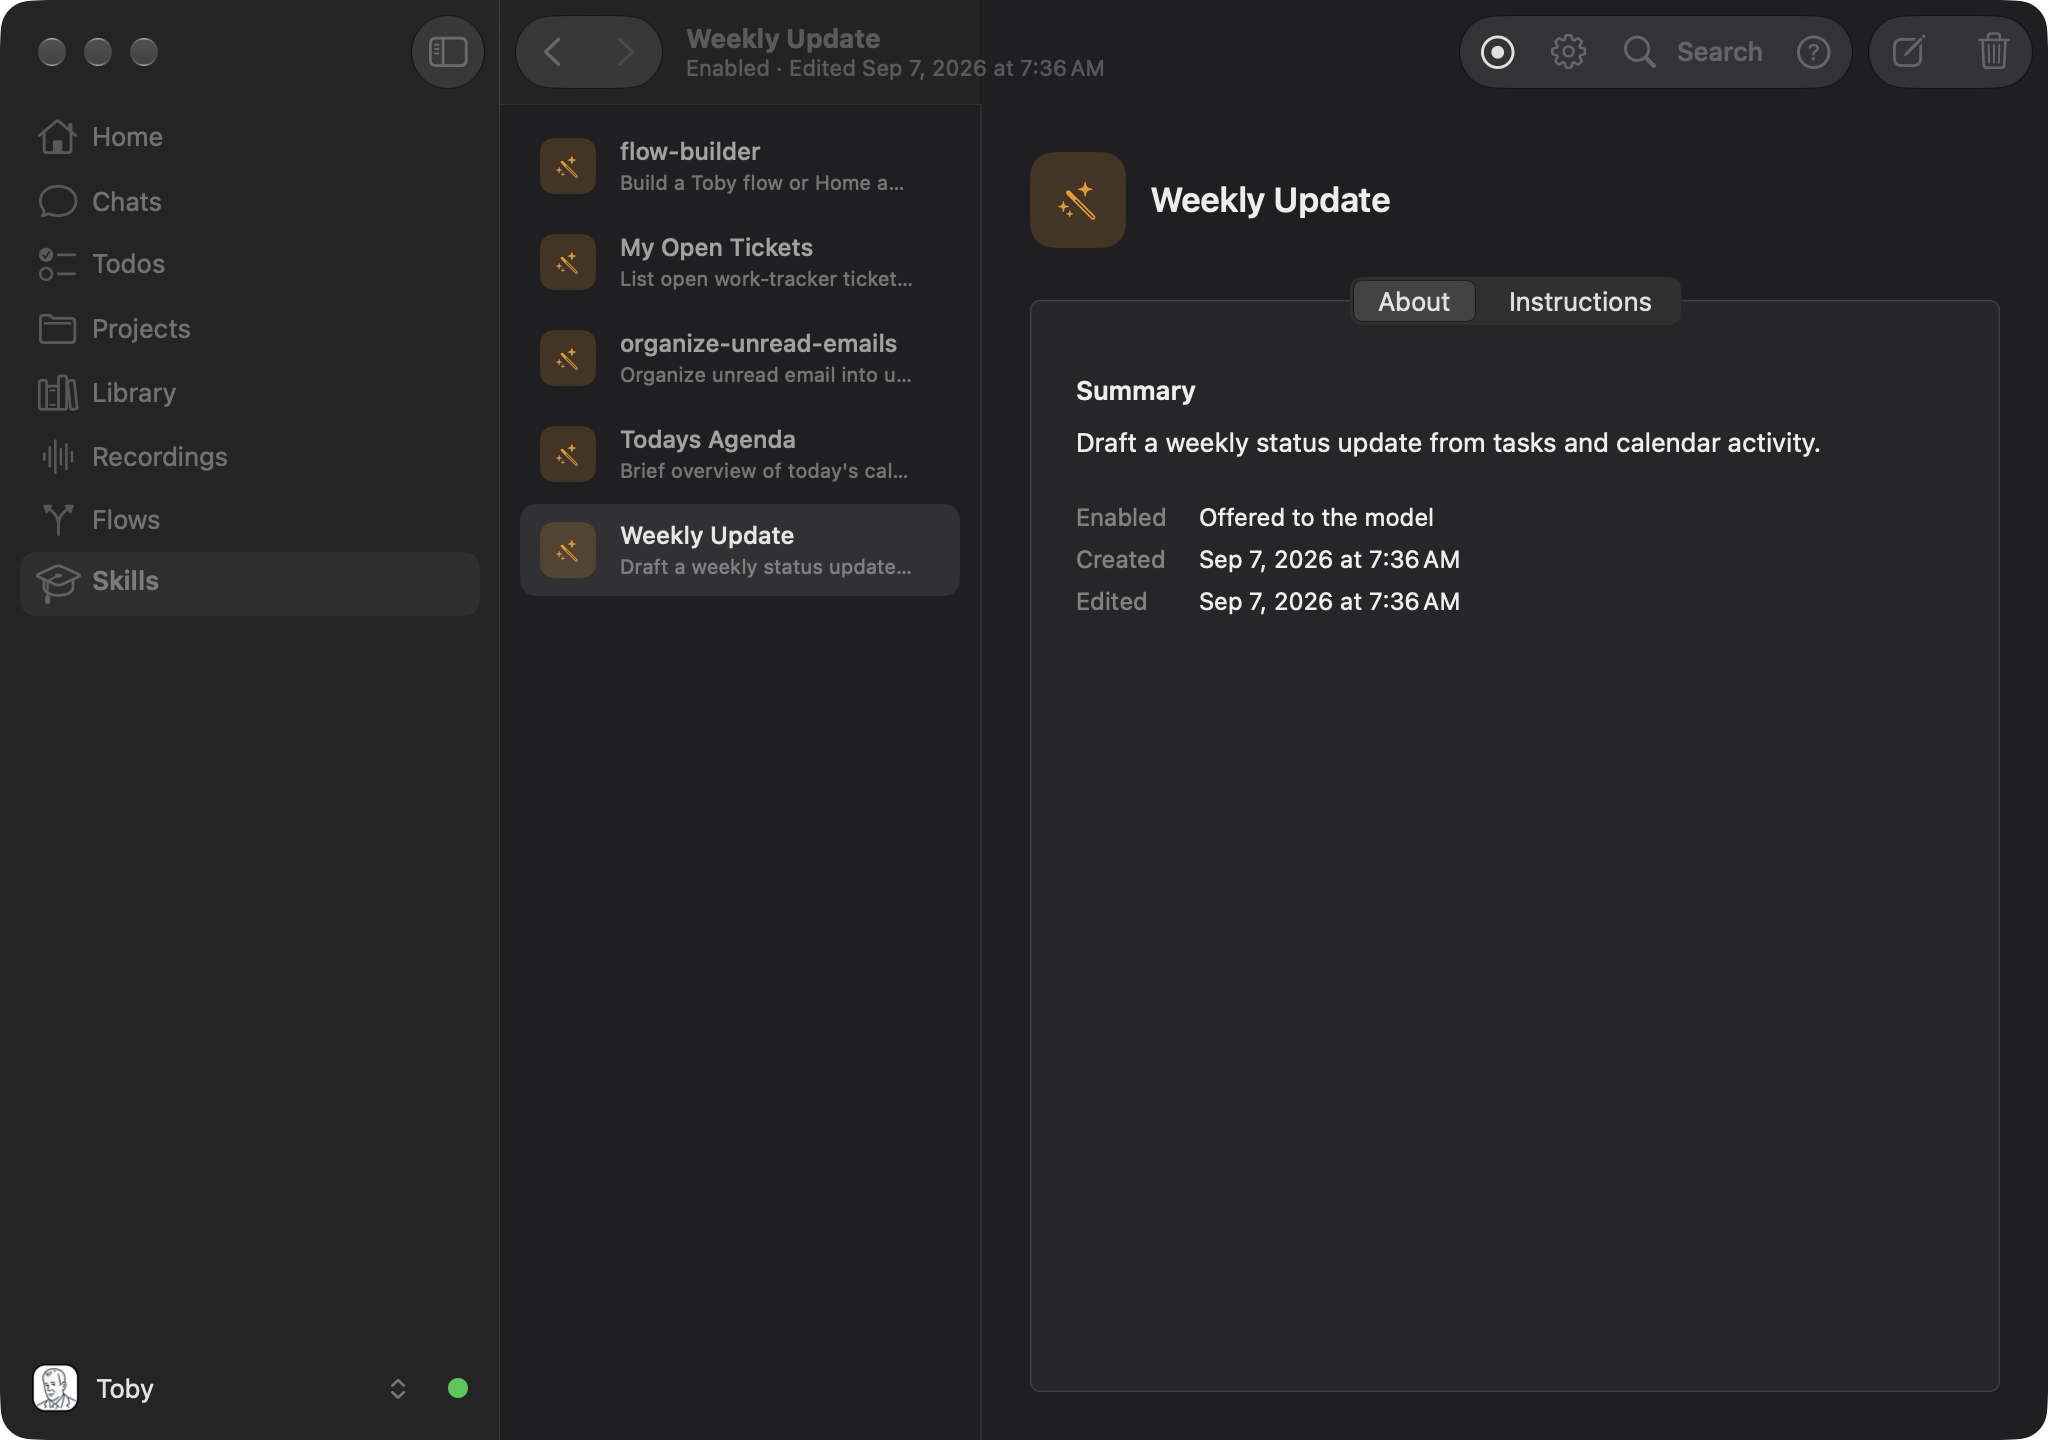 Home
Chats
Todos
Projects
Library
Recordings
Flows
Skills
Toby
Weekly Update
Enabled · Edited Sep 7, 2026 at 7:36 AM
Search
flow-builder
Build a Toby flow or Home a...
My Open Tickets
List open work-tracker ticket...
organize-unread-emails
Organize unread email into u...
Todays Agenda
Brief overview of today's cal...
Weekly Update
Draft a weekly status update...
Weekly Update
About Instructions
Summary
Draft a weekly status update from tasks and calendar activity.
Enabled Offered to the model
Created Sep 7, 2026 at 7:36 AM
Edited Sep 7, 2026 at 7:36 AM